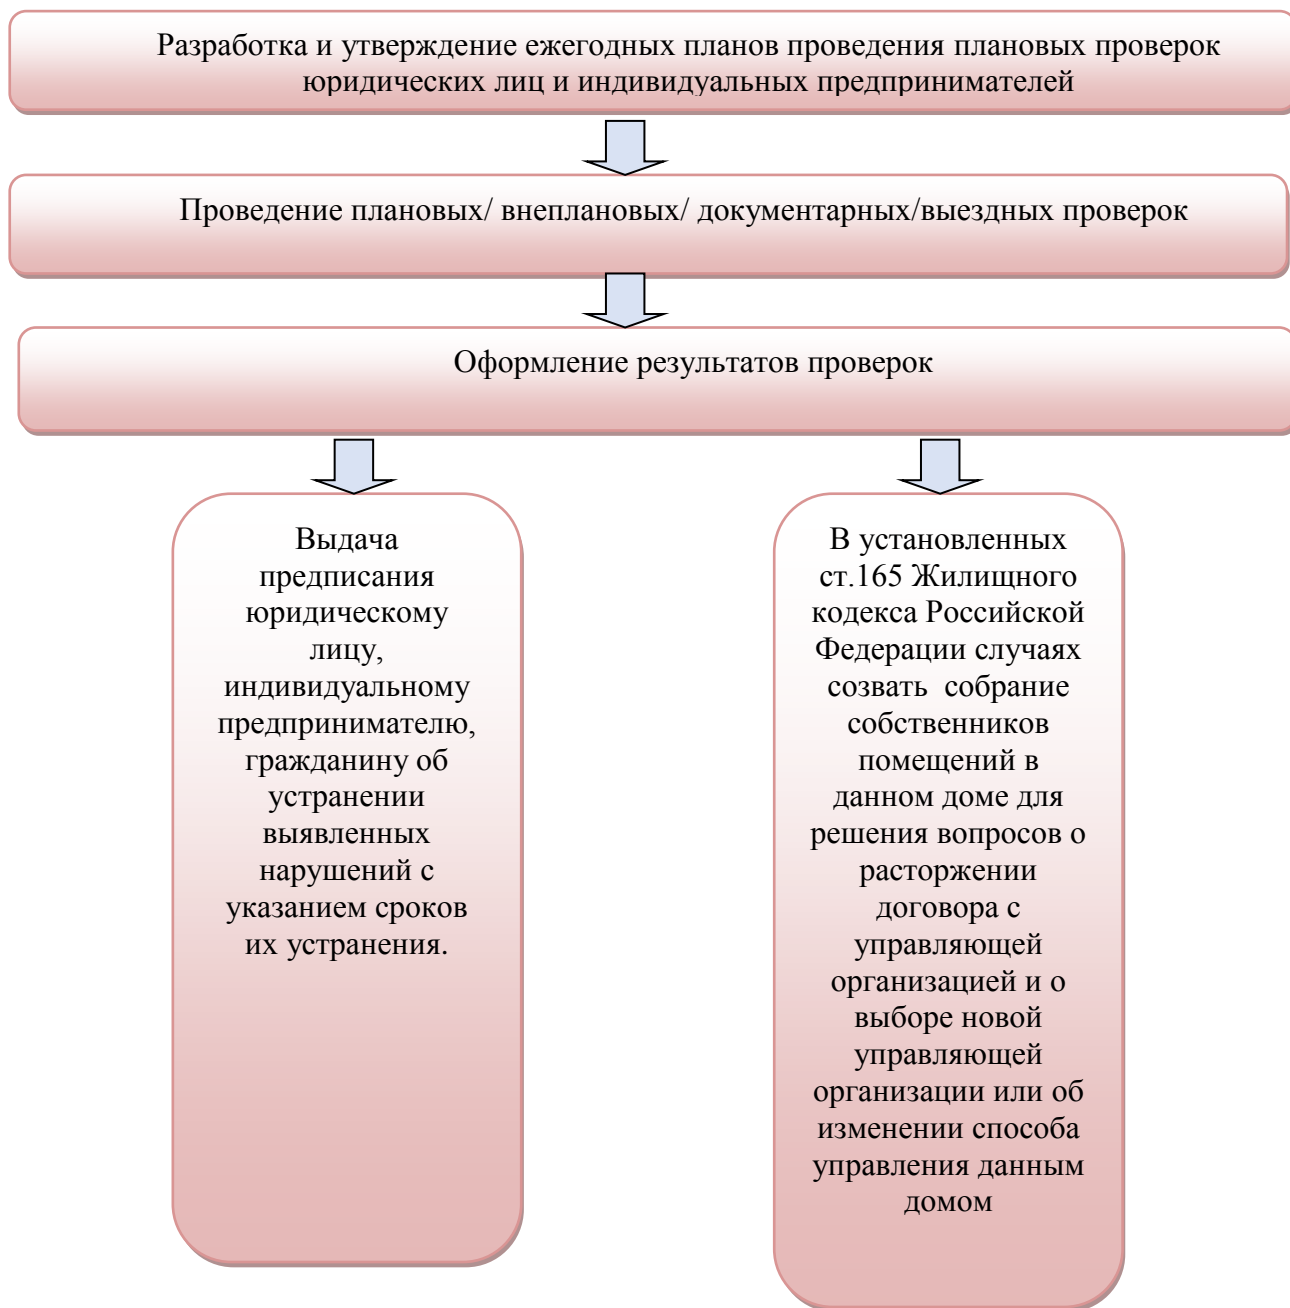 Разработка и утверждение ежегодных планов проведения плановых проверок
юридических лиц и индивидуальных предпринимателей
Проведение плановых/ внеплановых/ документарных/выездных проверок
Оформление результатов проверок
Выдача
предписания
юридическому
лицу,
индивидуальному
предпринимателю,
гражданину об
устранении
выявленных
нарушений с
указанием сроков
их устранения.
В установленных
ст.165 Жилищного
кодекса Российской
Федерации случаях
созвать  собрание
собственников
помещений в
данном доме для
решения вопросов о
расторжении
договора с
управляющей
организацией и о
выборе новой
управляющей
организации или об
изменении способа
управления данным
домом